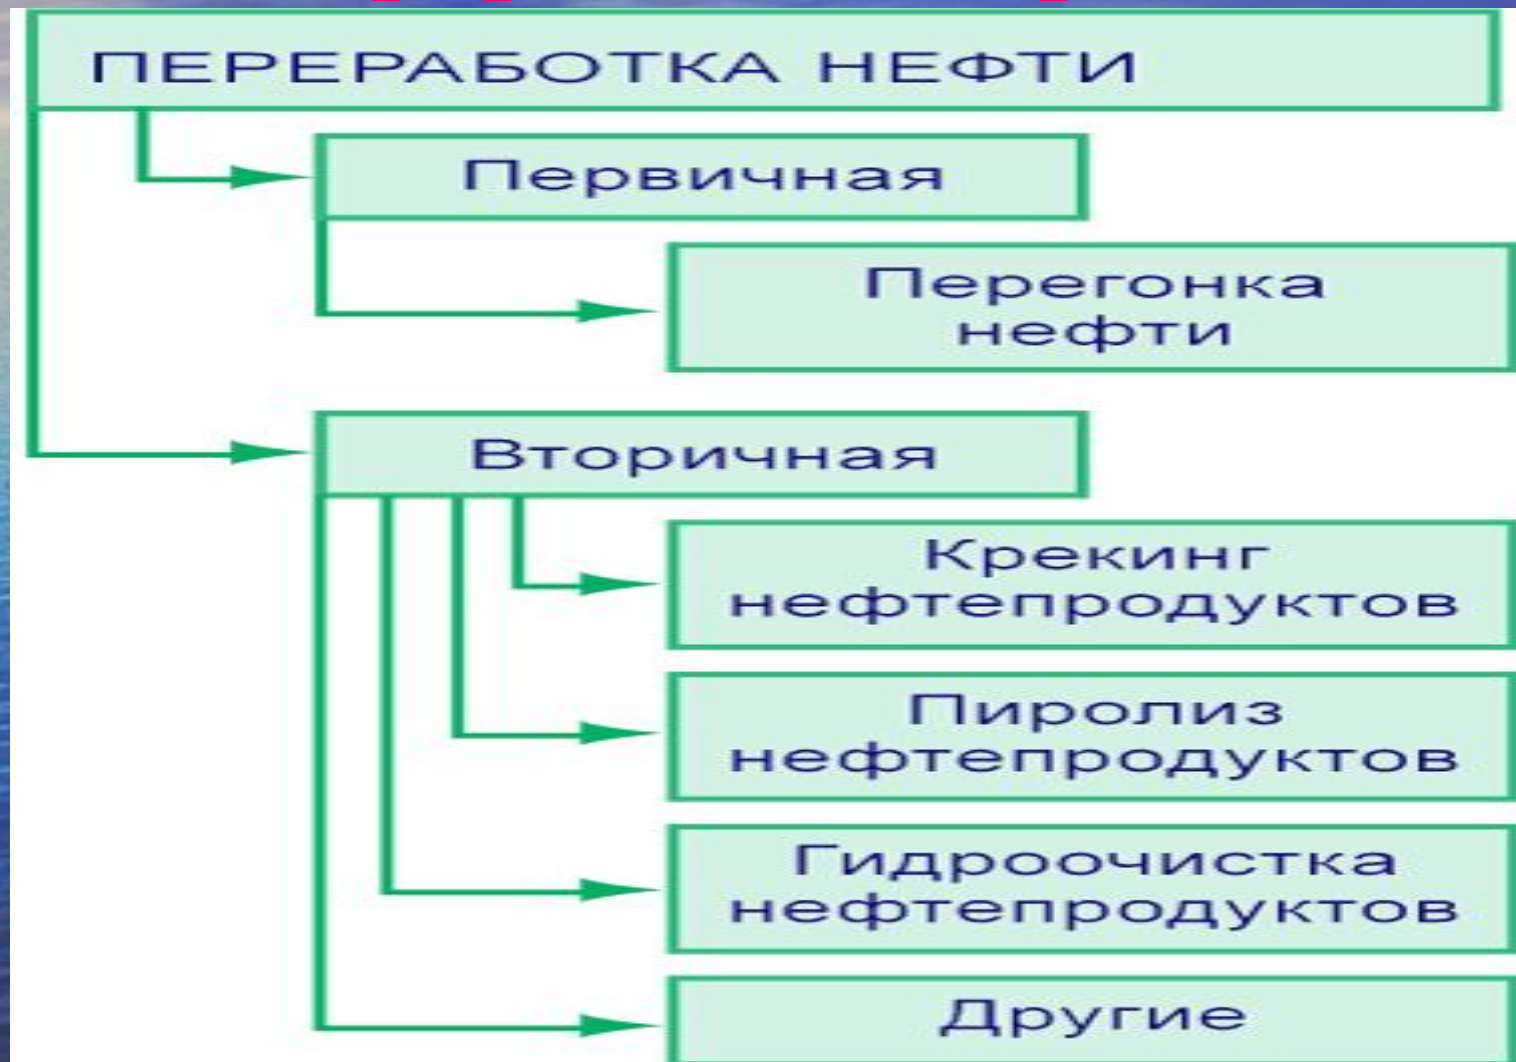 ПЕРЕРАБОТКА НЕФТИ
Первичная
Перегонка
нефти
Вторичная
Крекинг
нефтепродуктов
Пиролиз
нефтепродуктов
Гидроочистка
нефтепродуктов
Другие